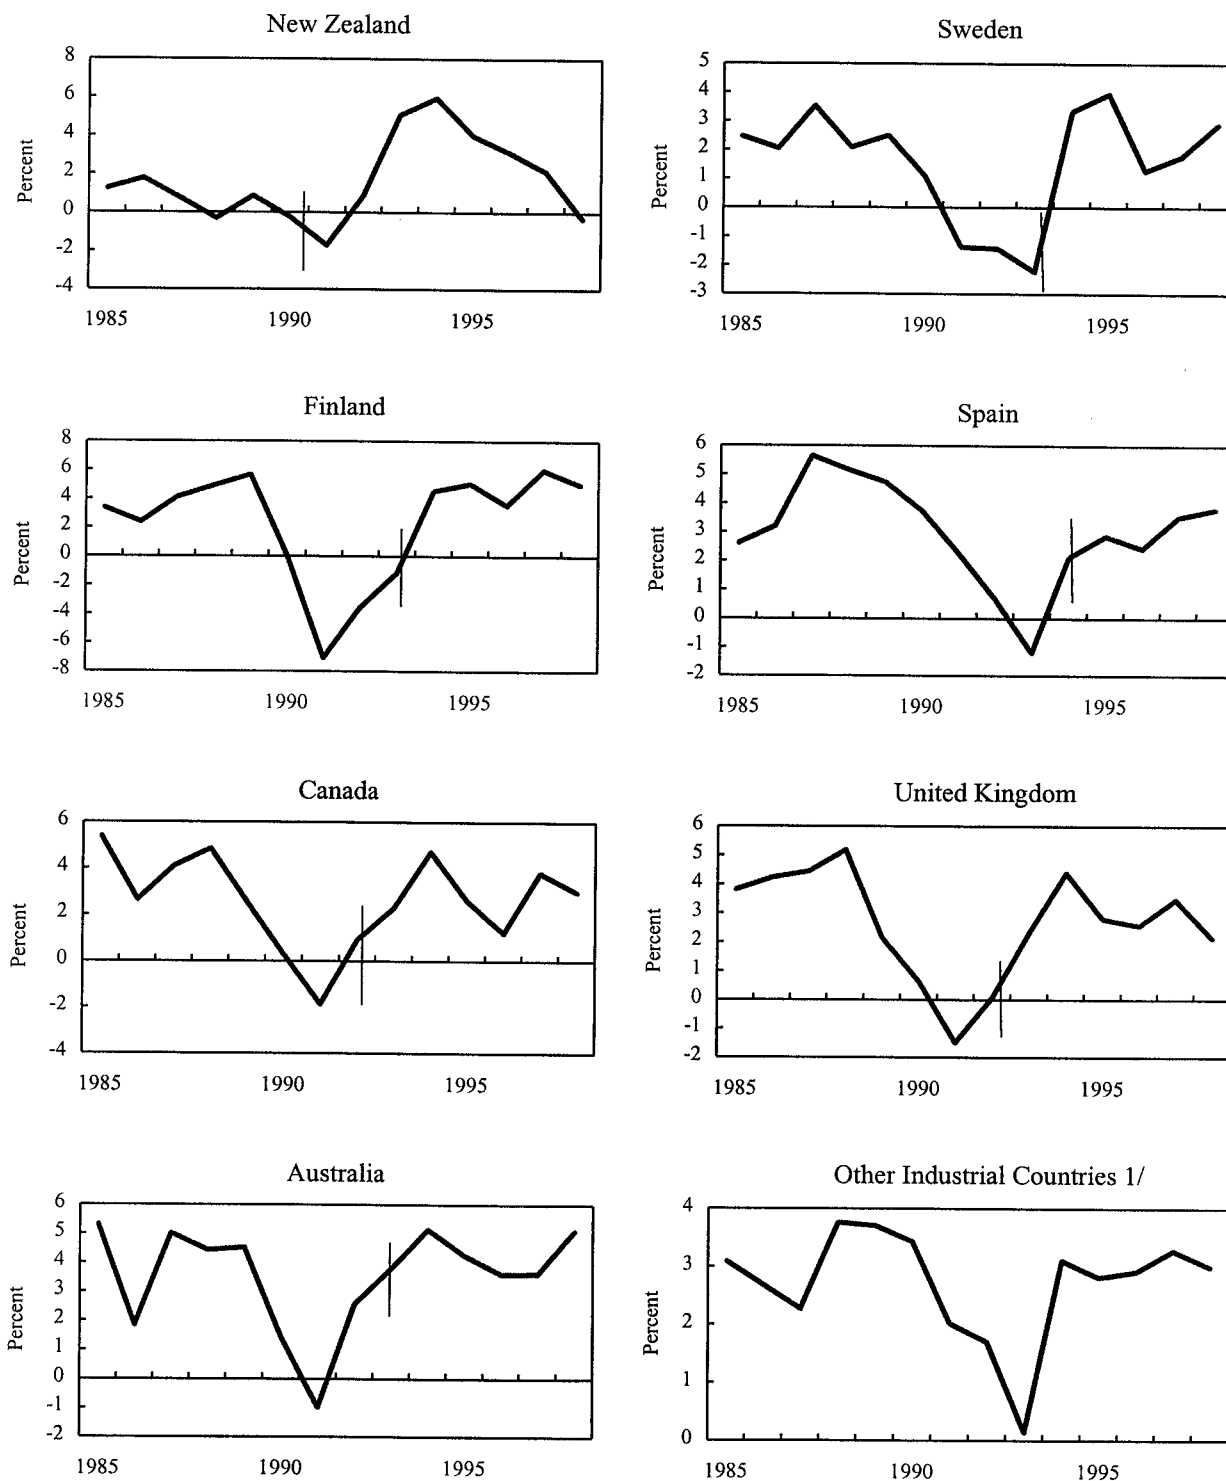 New Zealand
8
6
4
2
0
-2
-4
Percent
1985 1990 1995
Sweden
5
4
3
2
1
0
-1
-2
-3
Percent
1985 1990 1995
Finland
8
6
4
2
0
-2
-4
-6
-8
Percent
1985 1990 1995
Spain
6
5
4
3
2
1
0
-1
-2
Percent
1985 1990 1995
Canada
6
4
2
0
-2
-4
Percent
1985 1990 1995
United Kingdom
6
5
4
3
2
1
0
-1
-2
Percent
1985 1990 1995
Australia
6
5
4
3
2
1
0
-1
-2
Percent
1985 1990 1995
Other Industrial Countries 1/
4
3
2
1
0
Percent
1985 1990 1995